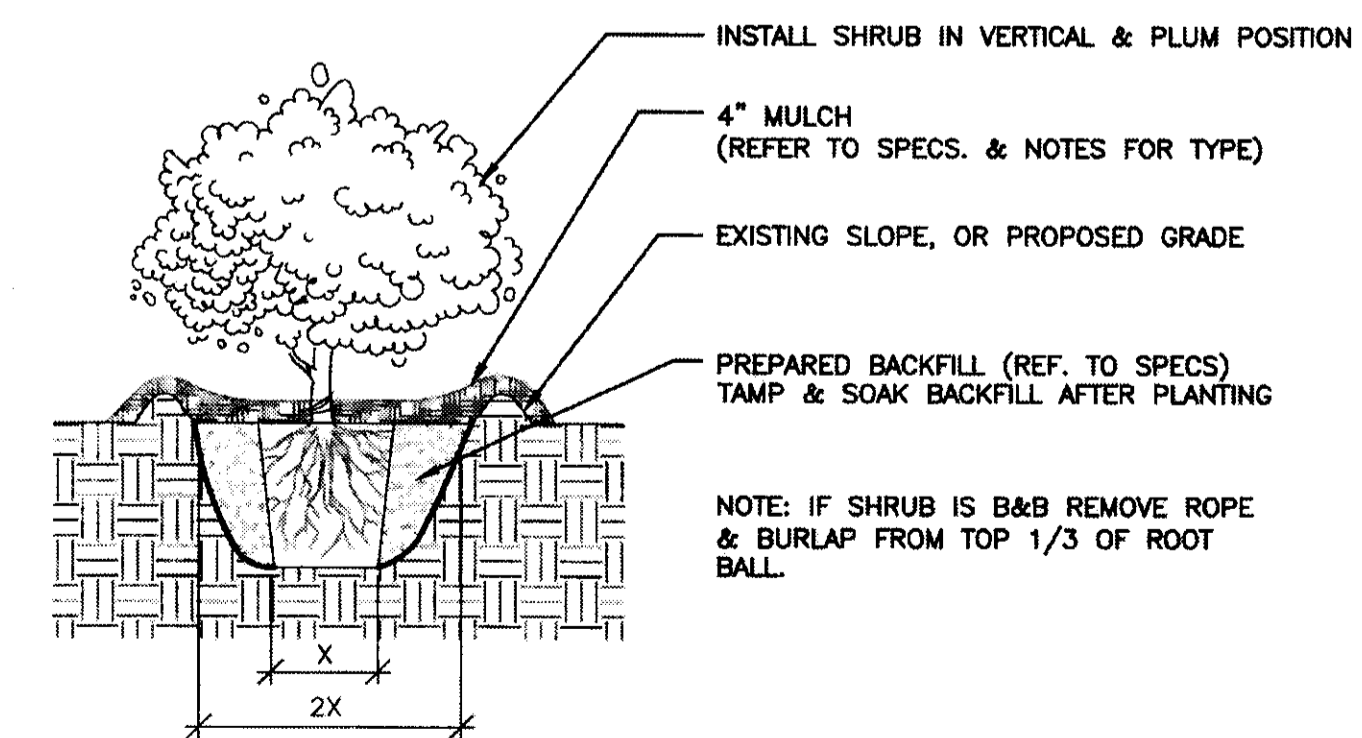 INSTALL SHRUB IN VERTICAL & PLUM POSITION
4" MULCH
(REFER TO SPECS. & NOTES FOR TYPE)
EXISTING SLOPE, OR PROPOSED GRADE
PREPARED BACKFILL (REF. TO SPECS)
TAMP & SOAK BACKFILL AFTER PLANTING
NOTE: IF SHRUB IS B&B REMOVE ROPE
& BURLAP FROM TOP 1/3 OF ROOT
BALL.
X
2X